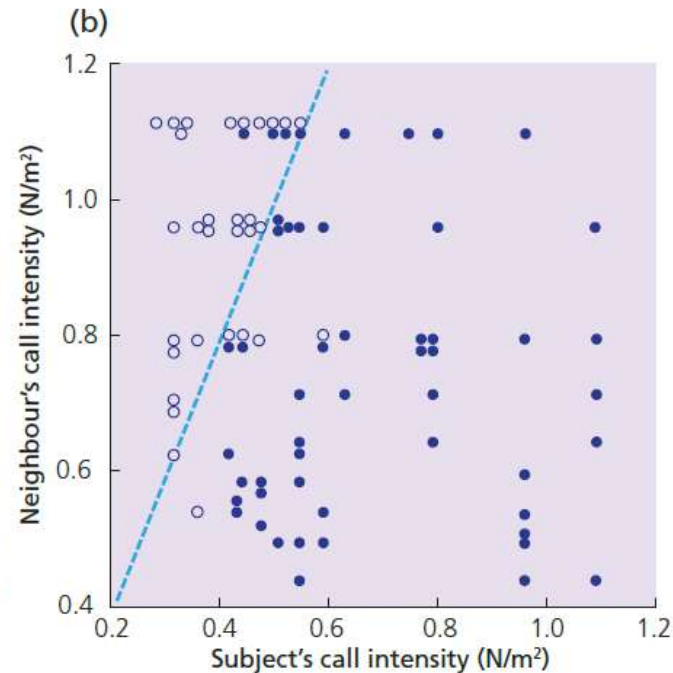 (b)
1.2
1.0
0.8
0.6
0.4
Neighbour's call intensity (N/m²)
0.2 0.4 0.6 0.8 1.0 1.2
Subject's call intensity (N/m²)